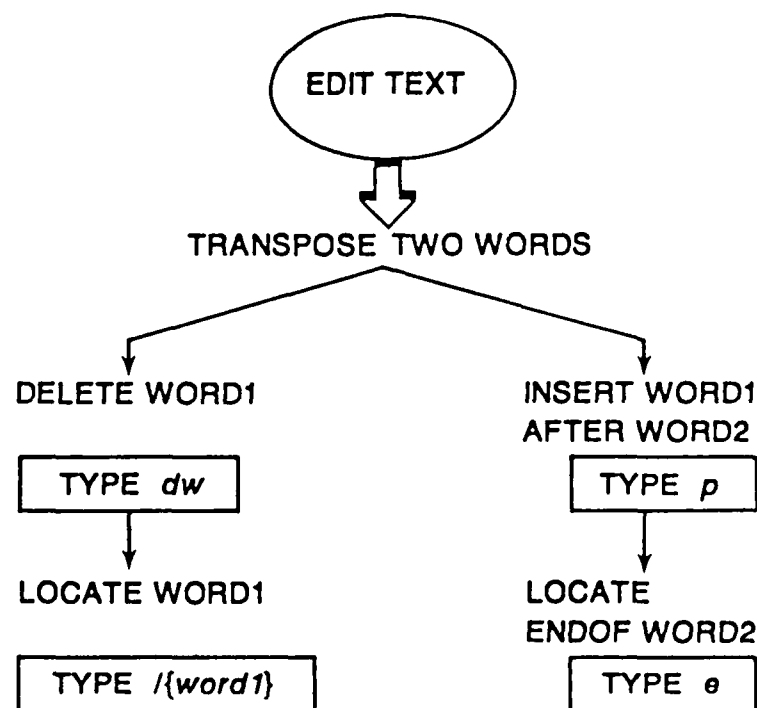 EDIT TEXT
TRANSPOSE TWO WORDS
DELETE WORD1
TYPE dw
LOCATE WORD1
TYPE /{word1}
INSERT WORD1
AFTER WORD2
TYPE p
LOCATE
ENDOF WORD2
TYPE e